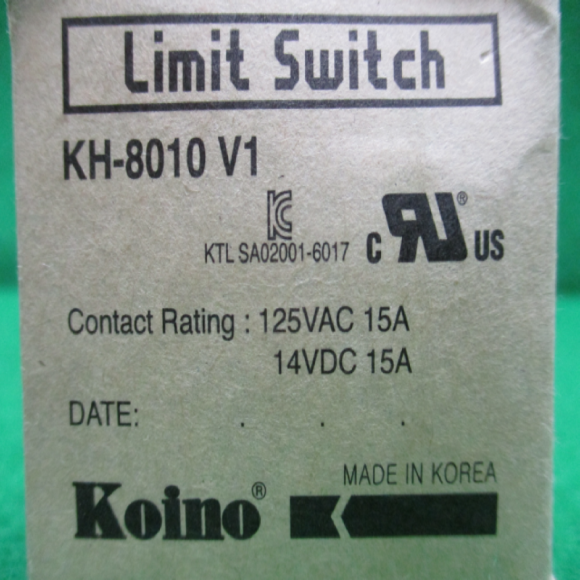 Limit Switch
KH-8010 V1
KTL SA02001-6017
C UR® US
Contact Rating : 125VAC 15A
14VDC 15A
DATE: . . .
MADE IN KOREA
Koino®